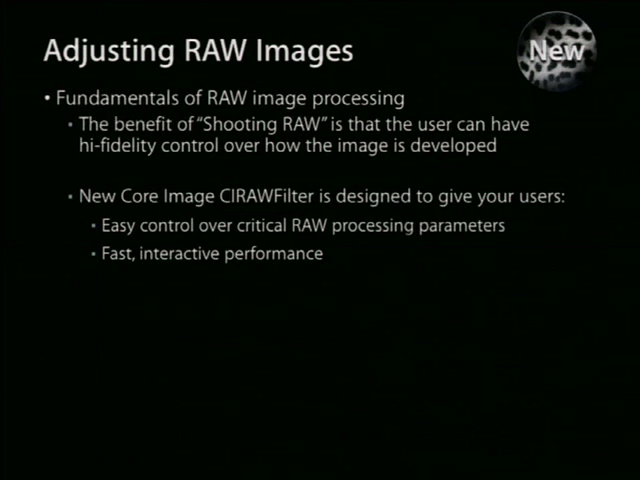 Adjusting RAW Images
New
• Fundamentals of RAW image processing
▪ The benefit of “Shooting RAW” is that the user can have
hi-fidelity control over how the image is developed
▪ New Core Image CIRAWFilter is designed to give your users:
▪ Easy control over critical RAW processing parameters
▪ Fast, interactive performance